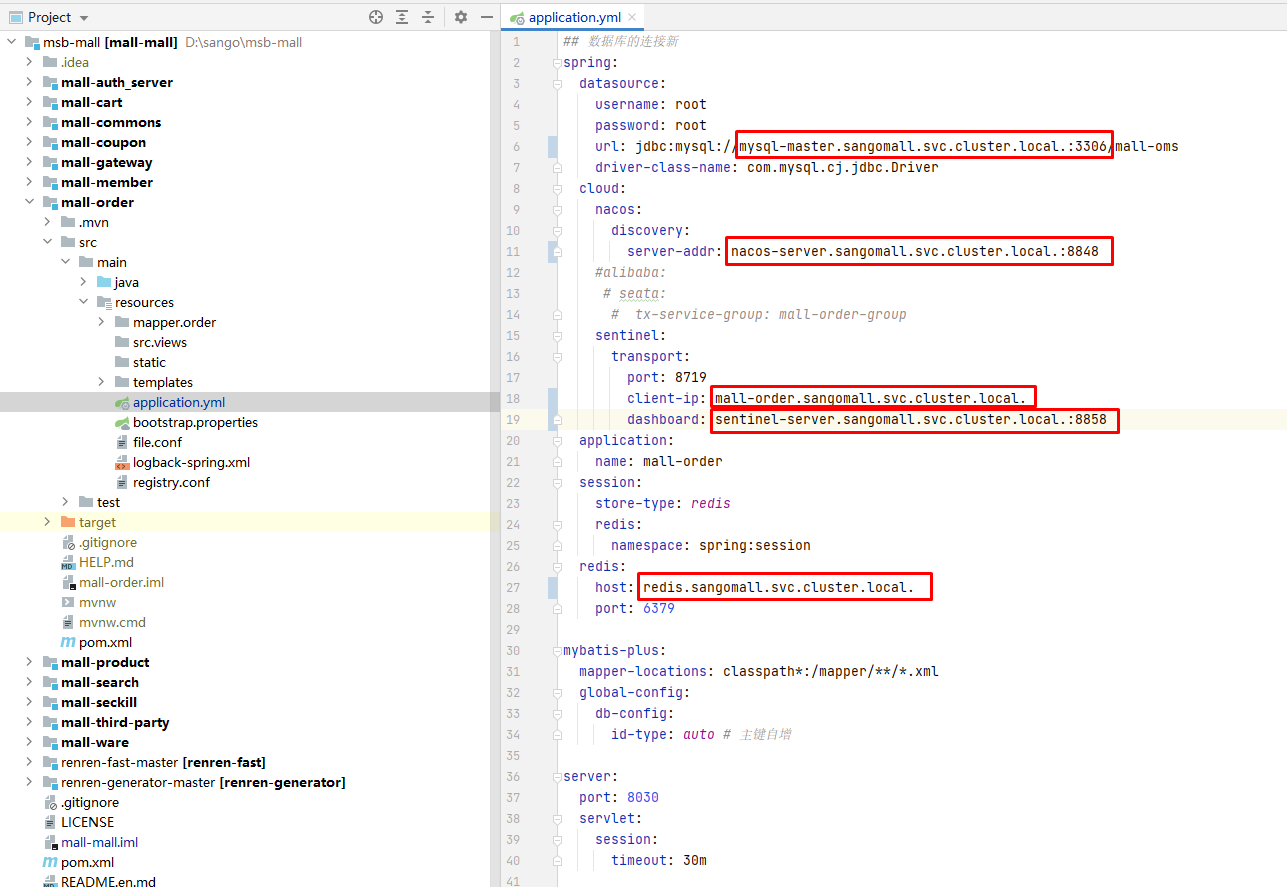 Project
msb-mall [mall-mall] D:\sango\msb-mall
.idea
mall-auth_server
mall-cart
mall-commons
mall-coupon
mall-gateway
mall-member
mall-order
.mvn
src
main
java
resources
mapper.order
src.views
static
templates
application.yml
bootstrap.properties
file.conf
logback-spring.xml
registry.conf
test
target
.gitignore
HELP.md
mall-order.iml
mvnw
mvnw.cmd
pom.xml
mall-product
mall-search
mall-seckill
mall-third-party
mall-ware
renren-fast-master [renren-fast]
renren-generator-master [renren-generator]
.gitignore
LICENSE
mall-mall.iml
pom.xml
README.en.md
application.yml
1 ## 数据库的连接新
2 spring:
3 datasource:
4 username: root
5 password: root
6 url: jdbc:mysql://mysql-master.sangomall.svc.cluster.local.:3306/mall-oms
7 driver-class-name: com.mysql.cj.jdbc.Driver
8 cloud:
9 nacos:
10 discovery:
11 server-addr: nacos-server.sangomall.svc.cluster.local.:8848
12 #alibaba:
13 # seata:
14 # tx-service-group: mall-order-group
15 sentinel:
16 transport:
17 port: 8719
18 client-ip: mall-order.sangomall.svc.cluster.local.
19 dashboard: sentinel-server.sangomall.svc.cluster.local.:8858
20 application:
21 name: mall-order
22 session:
23 store-type: redis
24 redis:
25 namespace: spring:session
26 redis:
27 host: redis.sangomall.svc.cluster.local.
28 port: 6379
29
30 mybatis-plus:
31 mapper-locations: classpath*:/mapper/**/*.xml
32 global-config:
33 db-config:
34 id-type: auto # 主键自增
35
36 server:
37 port: 8030
38 servlet:
39 session:
40 timeout: 30m
41